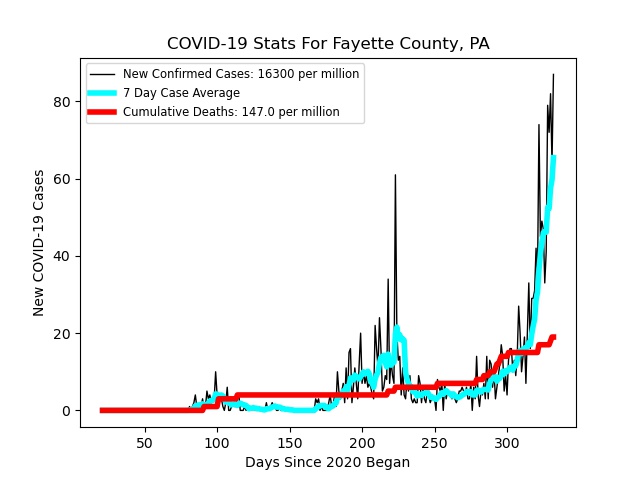 COVID-19 Stats For Fayette County, PA
New Confirmed Cases: 16300 per million
7 Day Case Average
Cumulative Deaths: 147.0 per million
New COVID-19 Cases
80
60
40
20
0
50
100
150
200
250
300
Days Since 2020 Began